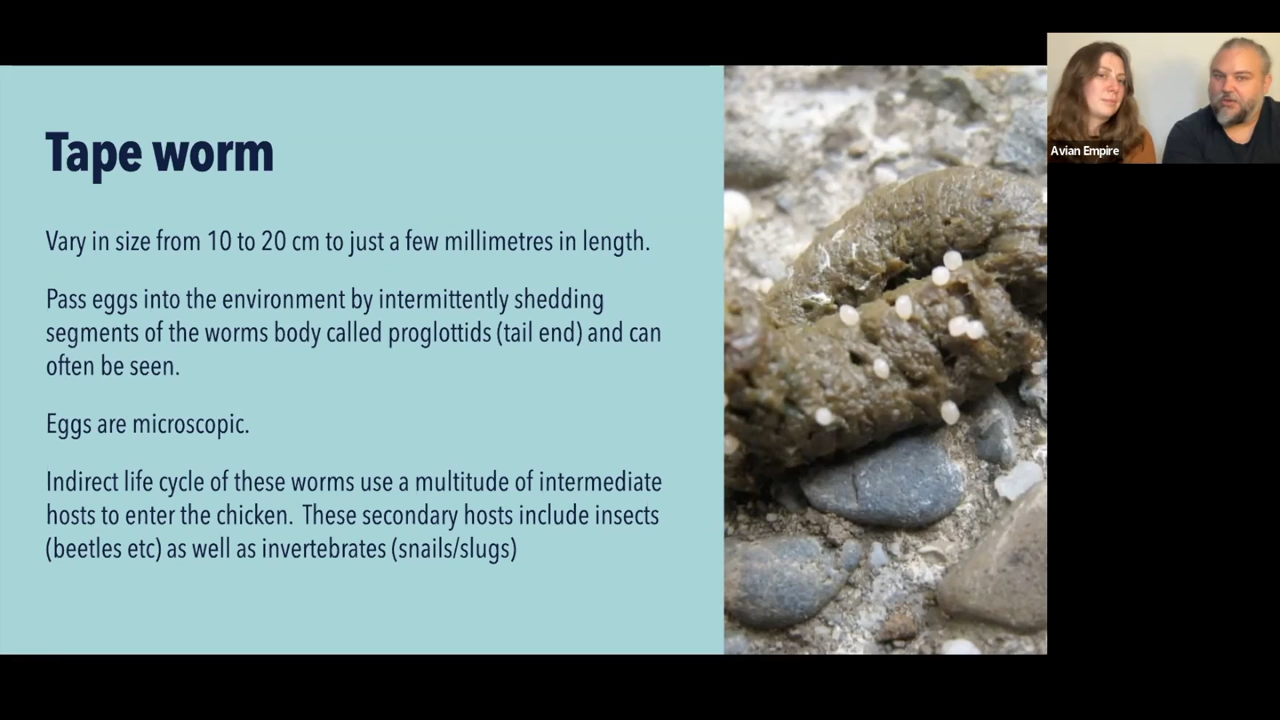 Tape worm
Vary in size from 10 to 20 cm to just a few millimetres in length.
Pass eggs into the environment by intermittently shedding
segments of the worms body called proglottids (tail end) and can
often be seen.
Eggs are microscopic.
Indirect life cycle of these worms use a multitude of intermediate
hosts to enter the chicken.  These secondary hosts include insects
(beetles etc) as well as invertebrates (snails/slugs)
Avian Empire